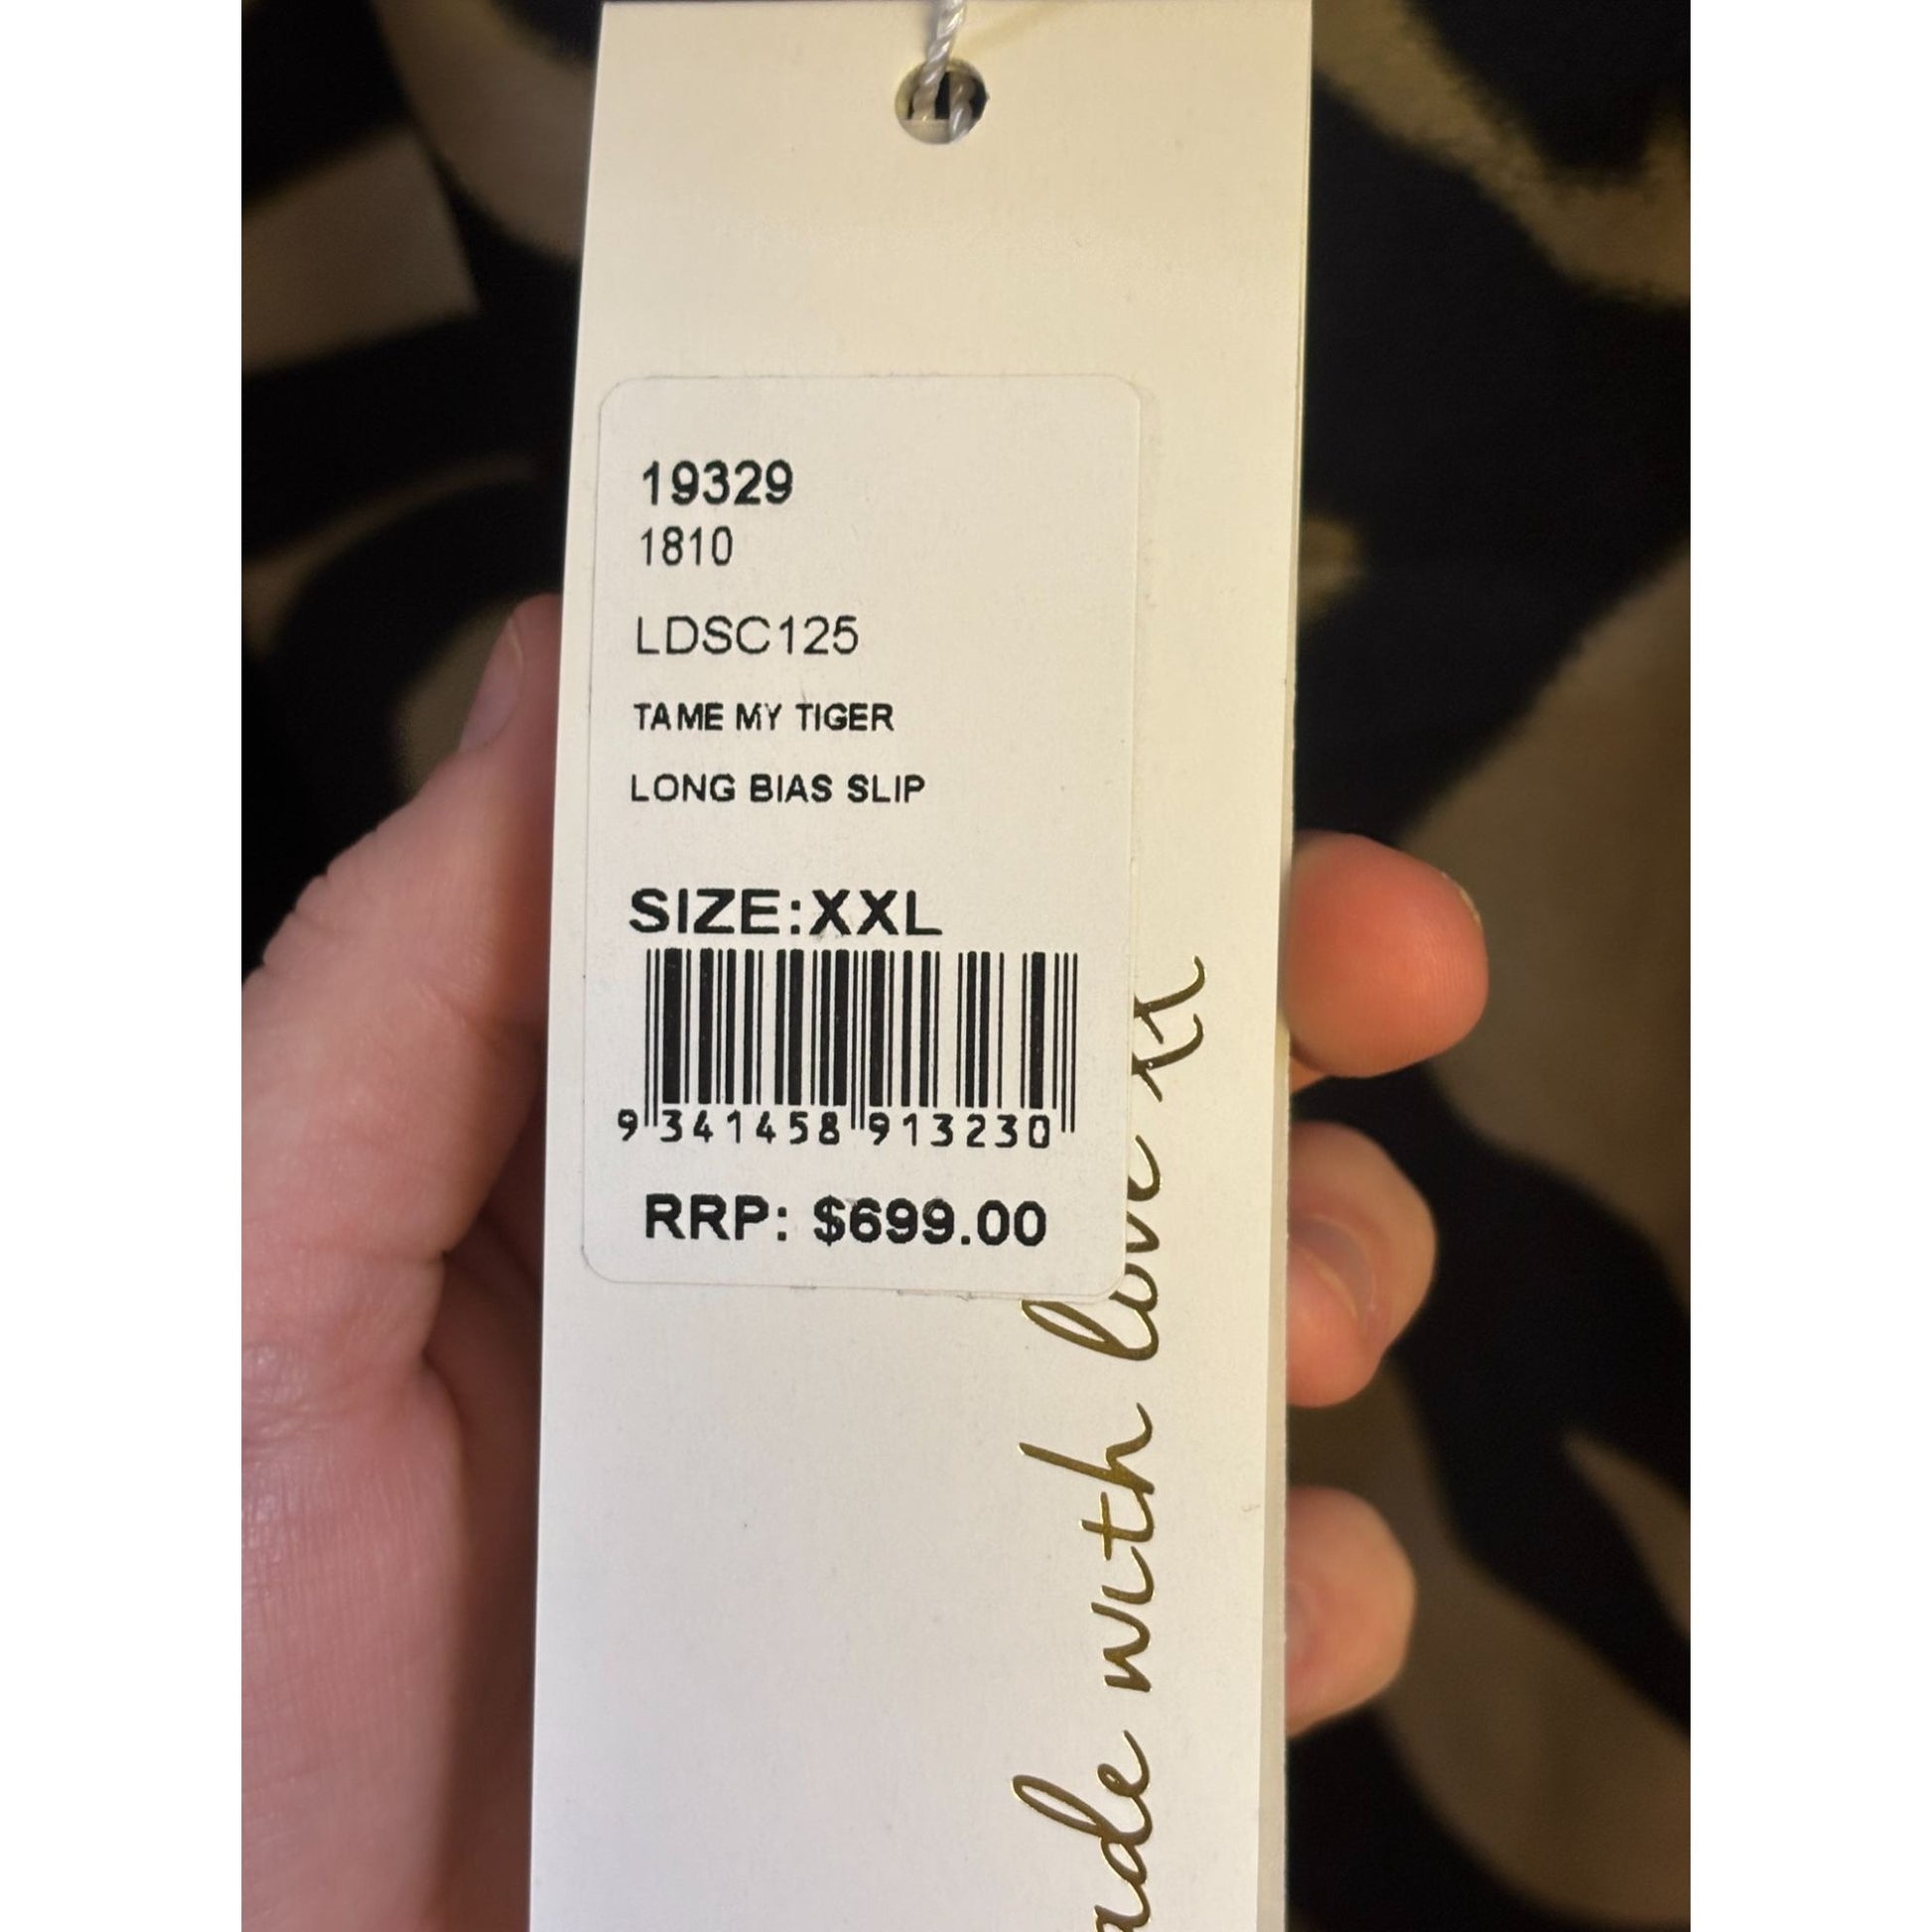 19329
1810
LDSC125
TAME MY TIGER
LONG BIAS SLIP
SIZE:XXL
9 341458 913230
RRP: $699.00
with love xx